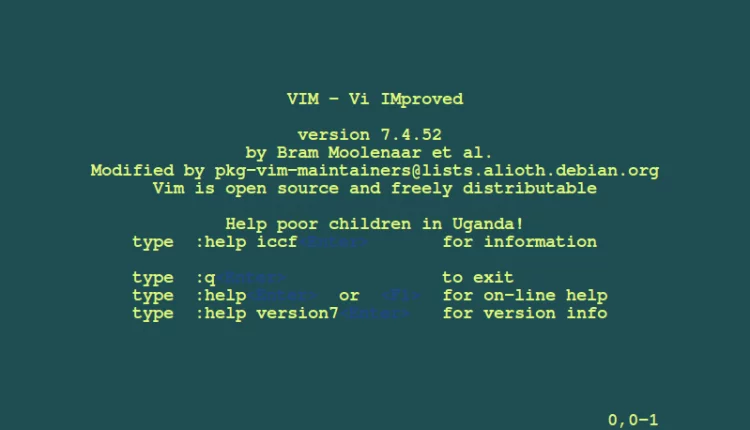 VIM - Vi IMproved
version 7.4.52
by Bram Moolenaar et al.
Modified by pkg-vim-maintainers@lists.alioth.debian.org
Vim is open source and freely distributable
Help poor children in Uganda!
type :help iccf<Enter> for information
type :q<Enter> to exit
type :help<Enter> or <F1> for on-line help
type :help version7<Enter> for version info
0,0-1